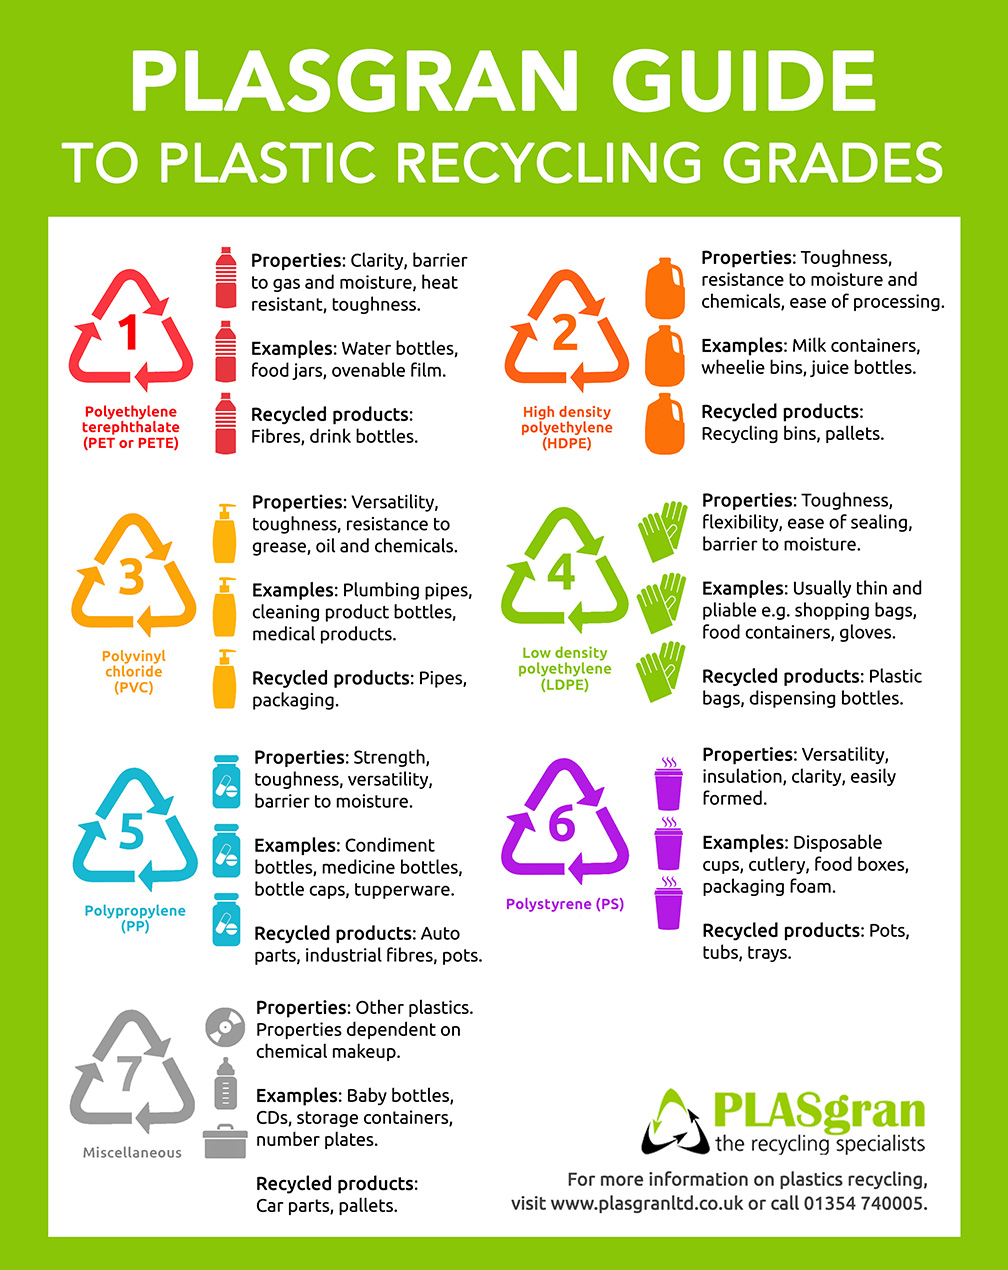 PLASGRAN GUIDE
TO PLASTIC RECYCLING GRADES
1
Polyethylene
terephthalate
(PET or PETE)
Properties: Clarity, barrier
to gas and moisture, heat
resistant, toughness.
Examples: Water bottles,
food jars, ovenable film.
Recycled products:
Fibres, drink bottles.
2
High density
polyethylene
(HDPE)
Properties: Toughness,
resistance to moisture and
chemicals, ease of processing.
Examples: Milk containers,
wheelie bins, juice bottles.
Recycled products:
Recycling bins, pallets.
3
Polyvinyl
chloride
(PVC)
Properties: Versatility,
toughness, resistance to
grease, oil and chemicals.
Examples: Plumbing pipes,
cleaning product bottles,
medical products.
Recycled products: Pipes,
packaging.
4
Low density
polyethylene
(LDPE)
Properties: Toughness,
flexibility, ease of sealing,
barrier to moisture.
Examples: Usually thin and
pliable e.g. shopping bags,
food containers, gloves.
Recycled products: Plastic
bags, dispensing bottles.
5
Polypropylene
(PP)
Properties: Strength,
toughness, versatility,
barrier to moisture.
Examples: Condiment
bottles, medicine bottles,
bottle caps, tupperware.
Recycled products: Auto
parts, industrial fibres, pots.
6
Polystyrene (PS)
Properties: Versatility,
insulation, clarity, easily
formed.
Examples: Disposable
cups, cutlery, food boxes,
packaging foam.
Recycled products: Pots,
tubs, trays.
7
Miscellaneous
Properties: Other plastics.
Properties dependent on
chemical makeup.
Examples: Baby bottles,
CDs, storage containers,
number plates.
Recycled products:
Car parts, pallets.
PLASgran
the recycling specialists
For more information on plastics recycling,
visit www.plasgranltd.co.uk or call 01354 740005.